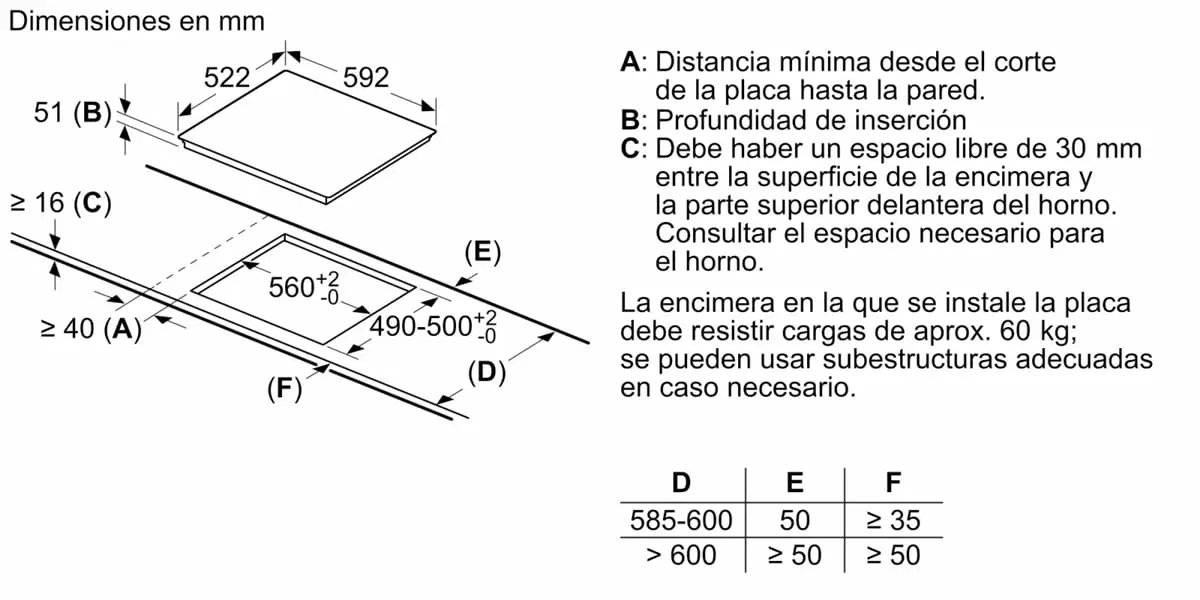 Dimensiones en mm
522
592
51 (B)
≥ 16 (C)
(E)
560+2
-0
≥ 40 (A)
490-500+2
-0
(D)
(F)
A: Distancia mínima desde el corte
de la placa hasta la pared.
B: Profundidad de inserción
C: Debe haber un espacio libre de 30 mm
entre la superficie de la encimera y
la parte superior delantera del horno.
Consultar el espacio necesario para
el horno.
La encimera en la que se instale la placa
debe resistir cargas de aprox. 60 kg;
se pueden usar subestructuras adecuadas
en caso necesario.
D E F
585-600 50 ≥ 35
> 600 ≥ 50 ≥ 50